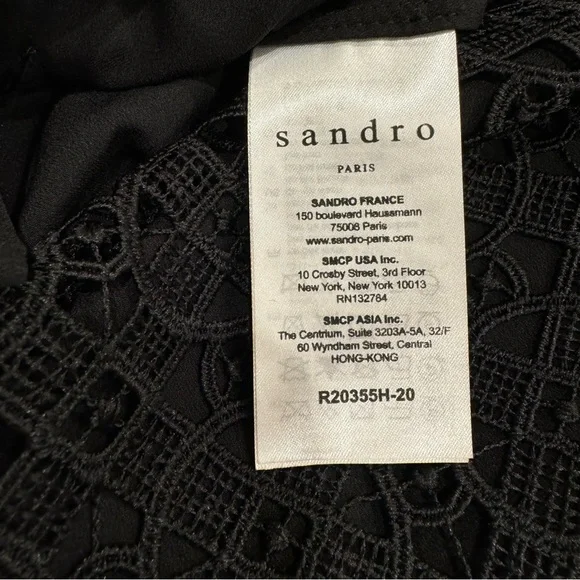 sandro
PARIS
SANDRO FRANCE
150 boulevard Haussmann
75008 Paris
www.sandro-paris.com
SMCP USA Inc.
10 Crosby Street, 3rd Floor
New York, New York 10013
RN132764
SMCP ASIA Inc.
The Centrium, Suite 3203A-5A, 32/F
60 Wyndham Street, Central
HONG-KONG
R20355H-20